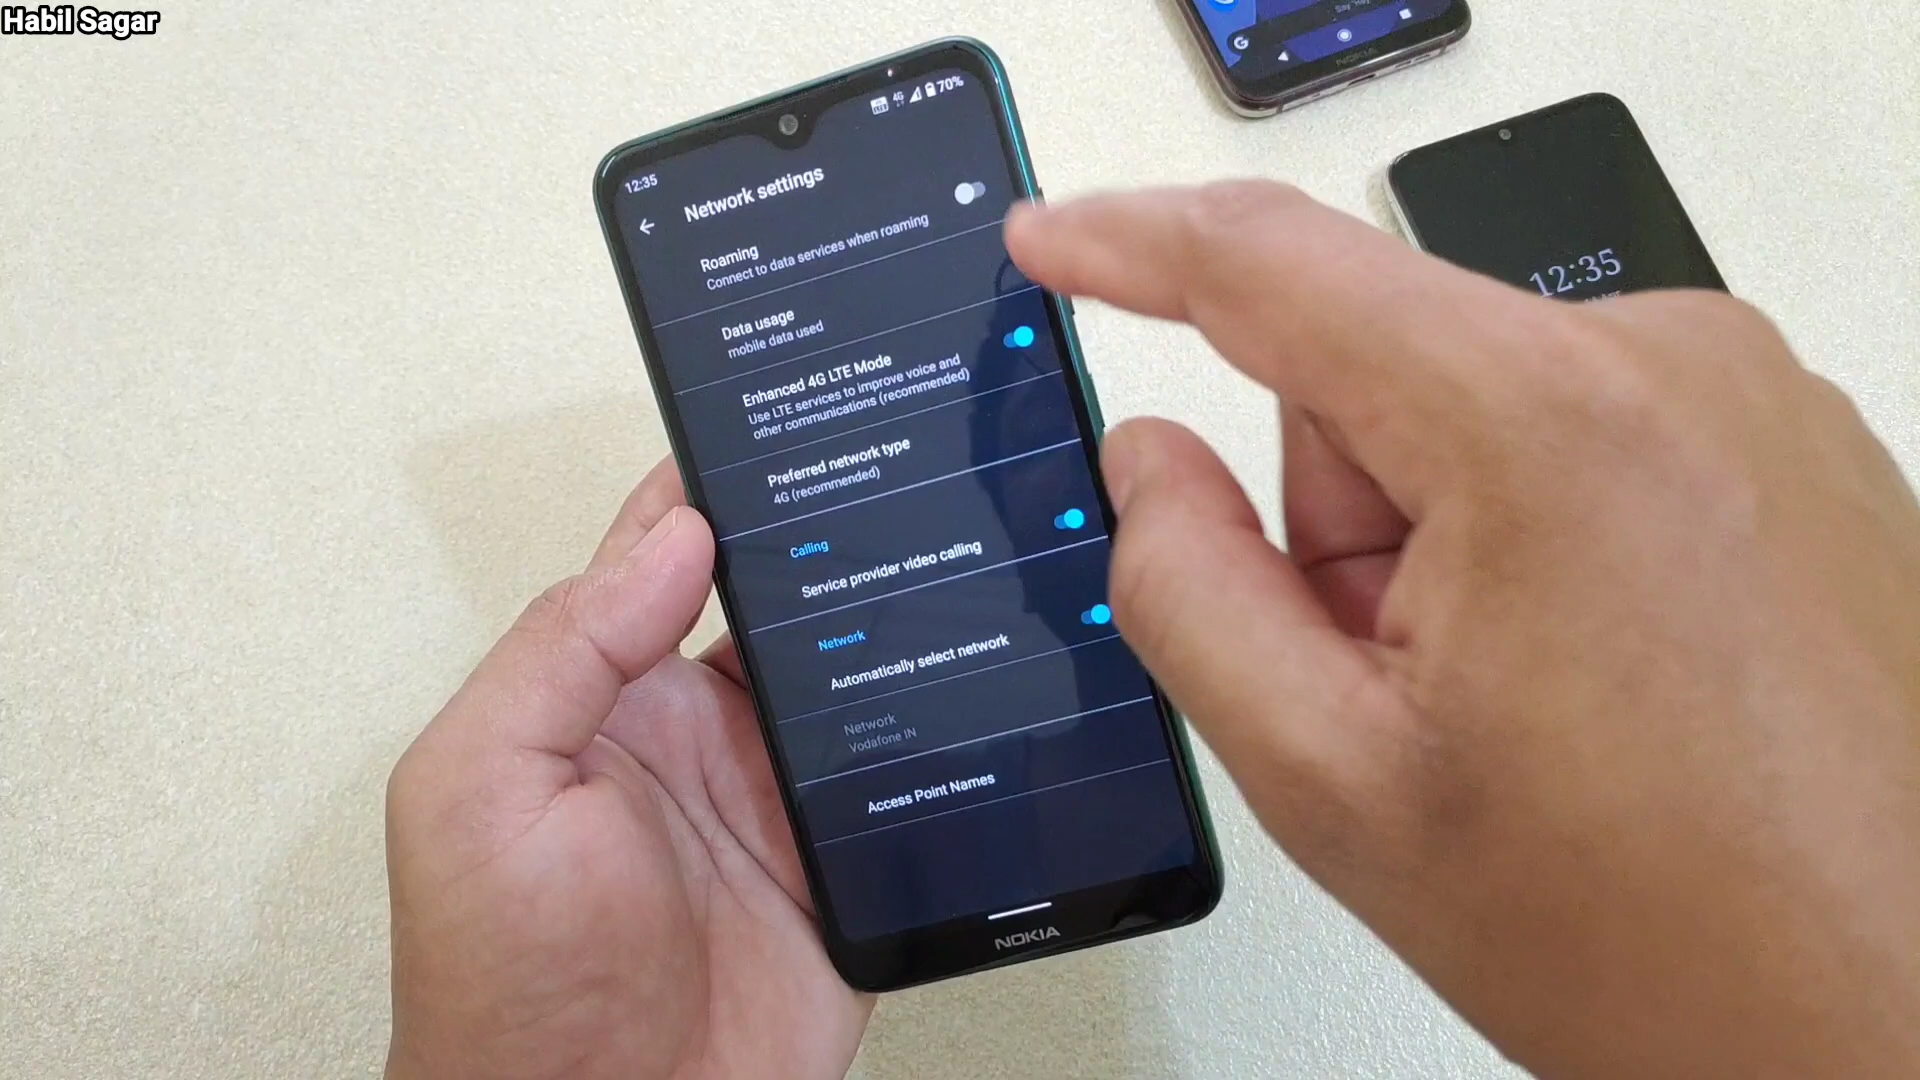 Habil Sagar
12:35
4G
70%
Network settings
Roaming
Connect to data services when roaming
Data usage
mobile data used
Enhanced 4G LTE Mode
Use LTE services to improve voice and
other communications (recommended)
Preferred network type
4G (recommended)
Calling
Service provider video calling
Network
Automatically select network
Network
Vodafone IN
Access Point Names
NOKIA
G
NOKIA
12:35